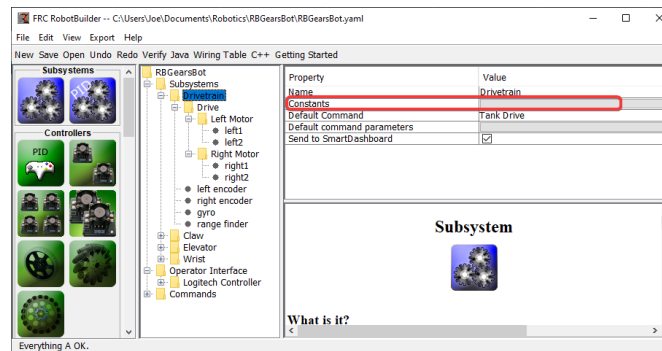 FRC RobotBuilder -- C:\Users\Joe\Documents\Robotics\RBGearsBot\RBGearsBot.yaml
File Edit View Export Help
New Save Open Undo Redo Verify Java Wiring Table C++ Getting Started
Subsystems
PID
Controllers
PID
RBGearsBot
Subsystems
Drivetrain
Drive
Left Motor
left1
left2
Right Motor
right1
right2
left encoder
right encoder
gyro
range finder
Claw
Elevator
Wrist
Operator Interface
Logitech Controller
Commands
Property Value
Name Drivetrain
Constants
Default Command Tank Drive
Default command parameters
Send to SmartDashboard
Subsystem
What is it?
Everything A OK.